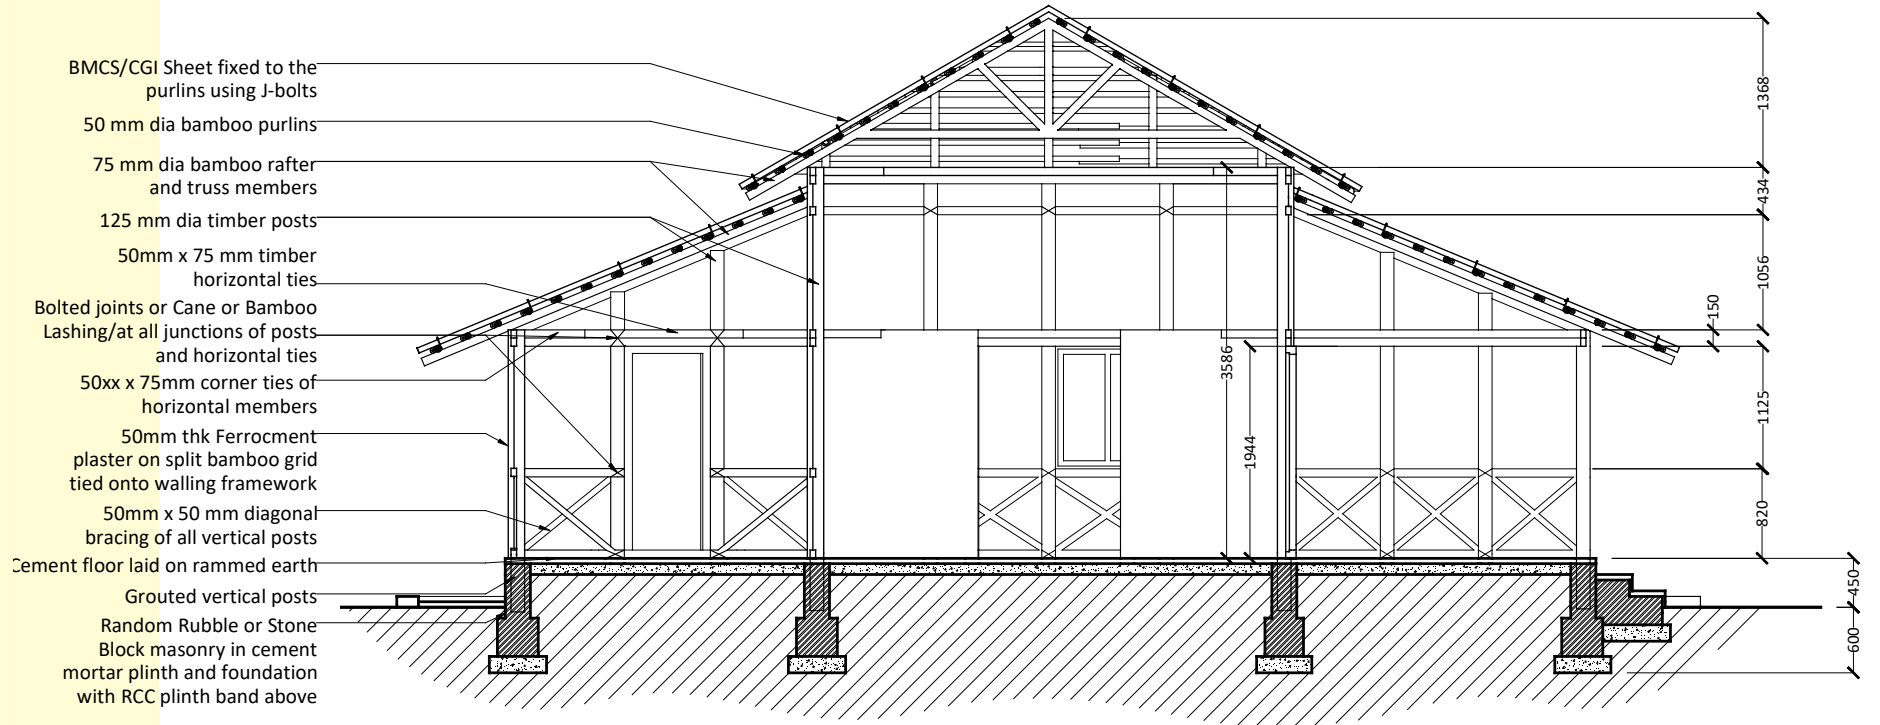 BMCS/CGI Sheet fixed to the
purlins using J-bolts
50 mm dia bamboo purlins
75 mm dia bamboo rafter
and truss members
125 mm dia timber posts
50mm x 75 mm timber
horizontal ties
Bolted joints or Cane or Bamboo
Lashing/at all junctions of posts
and horizontal ties
50xx x 75mm corner ties of
horizontal members
50mm thk Ferrocment
plaster on split bamboo grid
tied onto walling framework
50mm x 50 mm diagonal
bracing of all vertical posts
Cement floor laid on rammed earth
Grouted vertical posts
Random Rubble or Stone
Block masonry in cement
mortar plinth and foundation
with RCC plinth band above
3586
1944
150
1368
434
1056
1125
820
450
600